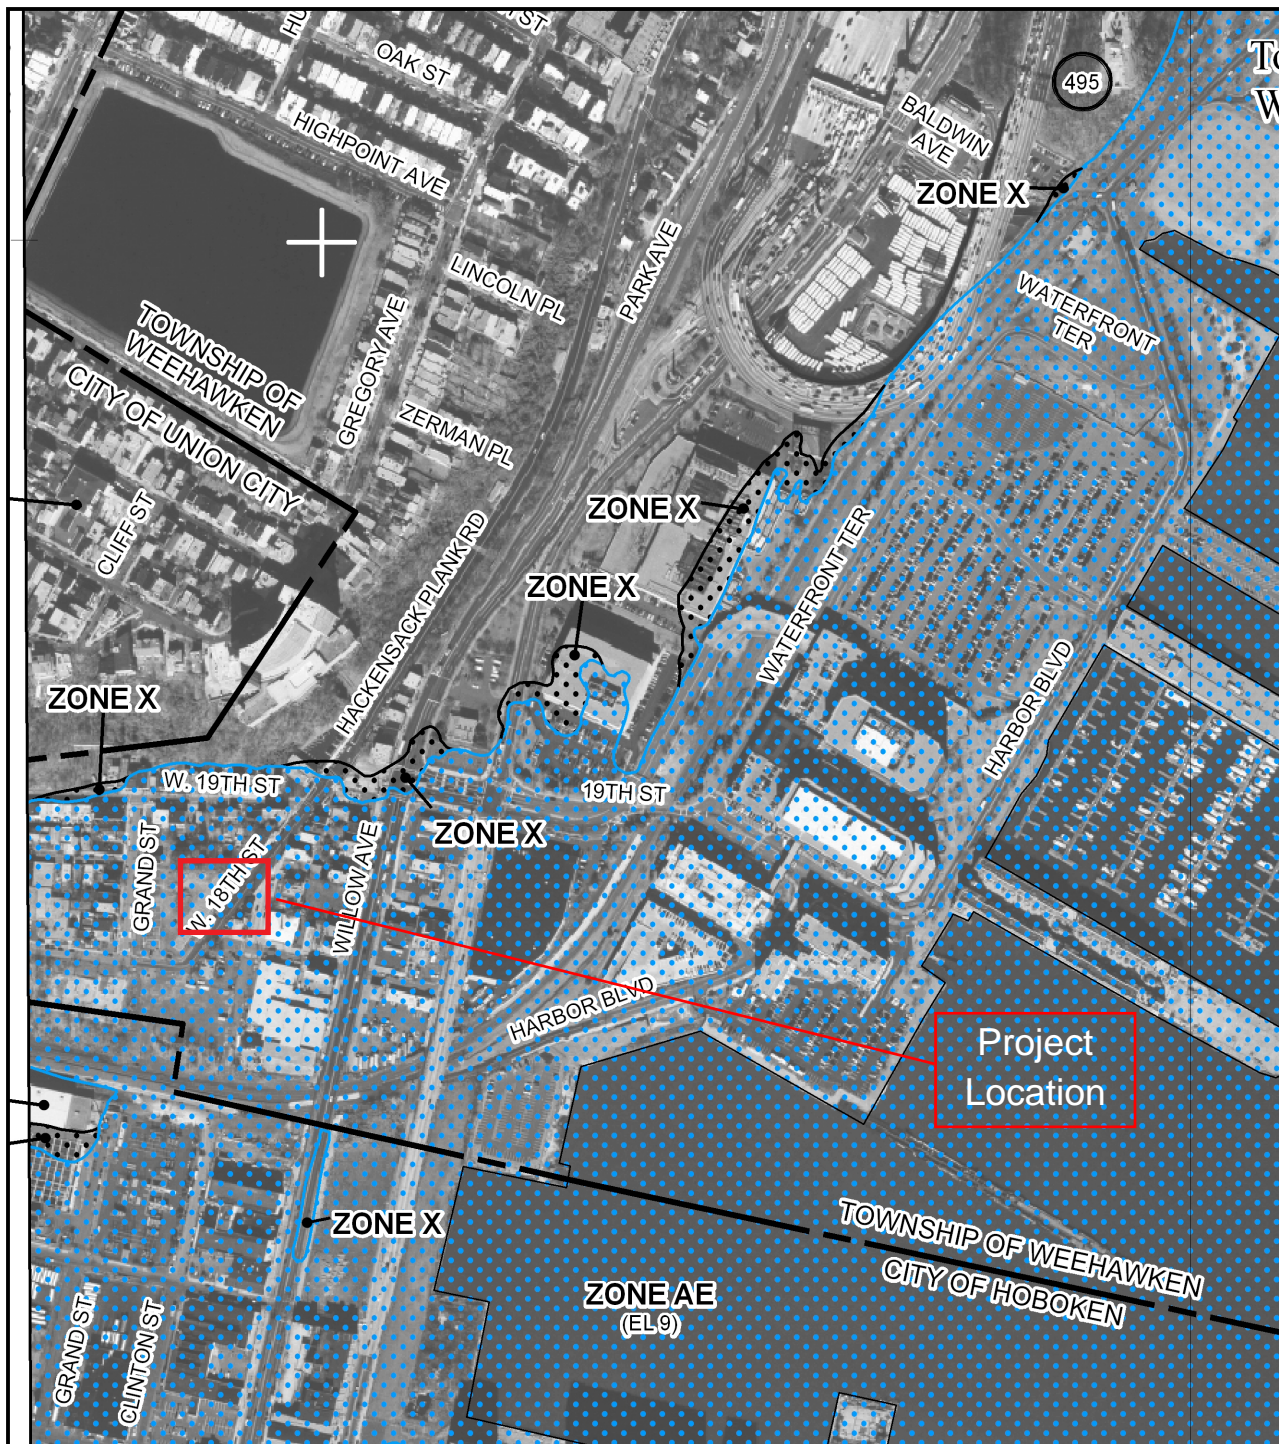 ST
OAK ST
HIGHPOINT AVE
495
BALDWIN
AVE
ZONE X
LINCOLN PL
PARK AVE
WATERFRONT
TER
TOWNSHIP OF
WEEHAWKEN
CITY OF UNION CITY
GREGORY AVE
ZERMAN PL
CLIFF ST
HACKENSACK PLANK RD
ZONE X
ZONE X
WATERFRONT TER
HARBOR BLVD
ZONE X
W. 19TH ST
19TH ST
ZONE X
GRAND ST
W. 18TH ST
WILLOW AVE
HARBOR BLVD
Project
Location
ZONE X
TOWNSHIP OF WEEHAWKEN
CITY OF HOBOKEN
ZONE AE
(EL 9)
GRAND ST
CLINTON ST